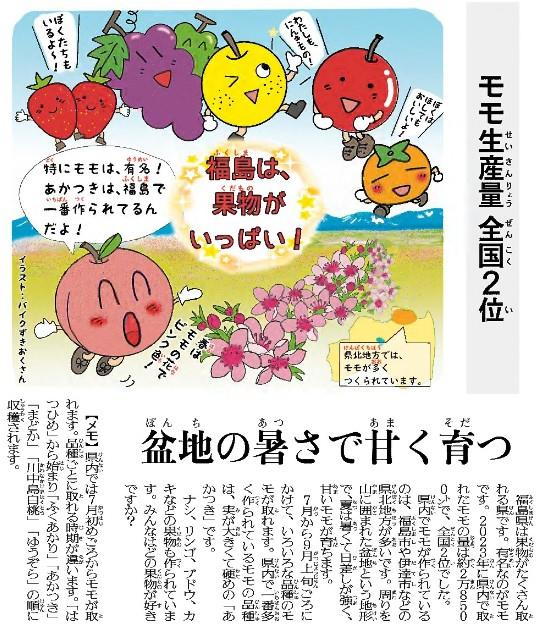 モモ生産量 全国2位
ぼくたちも
いるよ〜!
わたしも、
にんきもの!
ぼくは
ほしても
おいしいよ!
福島は、
果物が
いっぱい!
特にモモは、有名!
あかつきは、福島で
一番作られてるん
だよ!
春は
モモの花で
ピンク色!
県北地方では、
モモが多く
つくられています。
イラスト:バイクずきおくさん
盆地の暑さで甘く育つ
福島県は果物がたくさん取
れる県です。有名なのがモモ
です。2023年に県内で取
れたモモの量は約2万850
0㌧で、全国2位でした。
県内でモモが作られている
のは、福島市や伊達市などの
県北地方が多いです。周りを
山に囲まれた盆地という地形
で、夏は暑くて日差しが強く、
甘いモモが育ちます。
7月から9月上旬ごろに
かけて、いろいろな品種のモ
モが取れます。県内で一番多
く作られているモモの品種
は、実が大きくて硬めの「あ
かつき」です。
ナシ、リンゴ、ブドウ、カ
キなどの果物も作られていま
す。みんなはどの果物が好き
ですか?
【メモ】県内では7月初めごろからモモが取
れます。品種ごとに取れる時期が違います。「は
つひめ」から始まり「ふくあかり」「あかつき」
「まどか」「川中島白桃」「ゆうぞら」の順に
収穫されます。